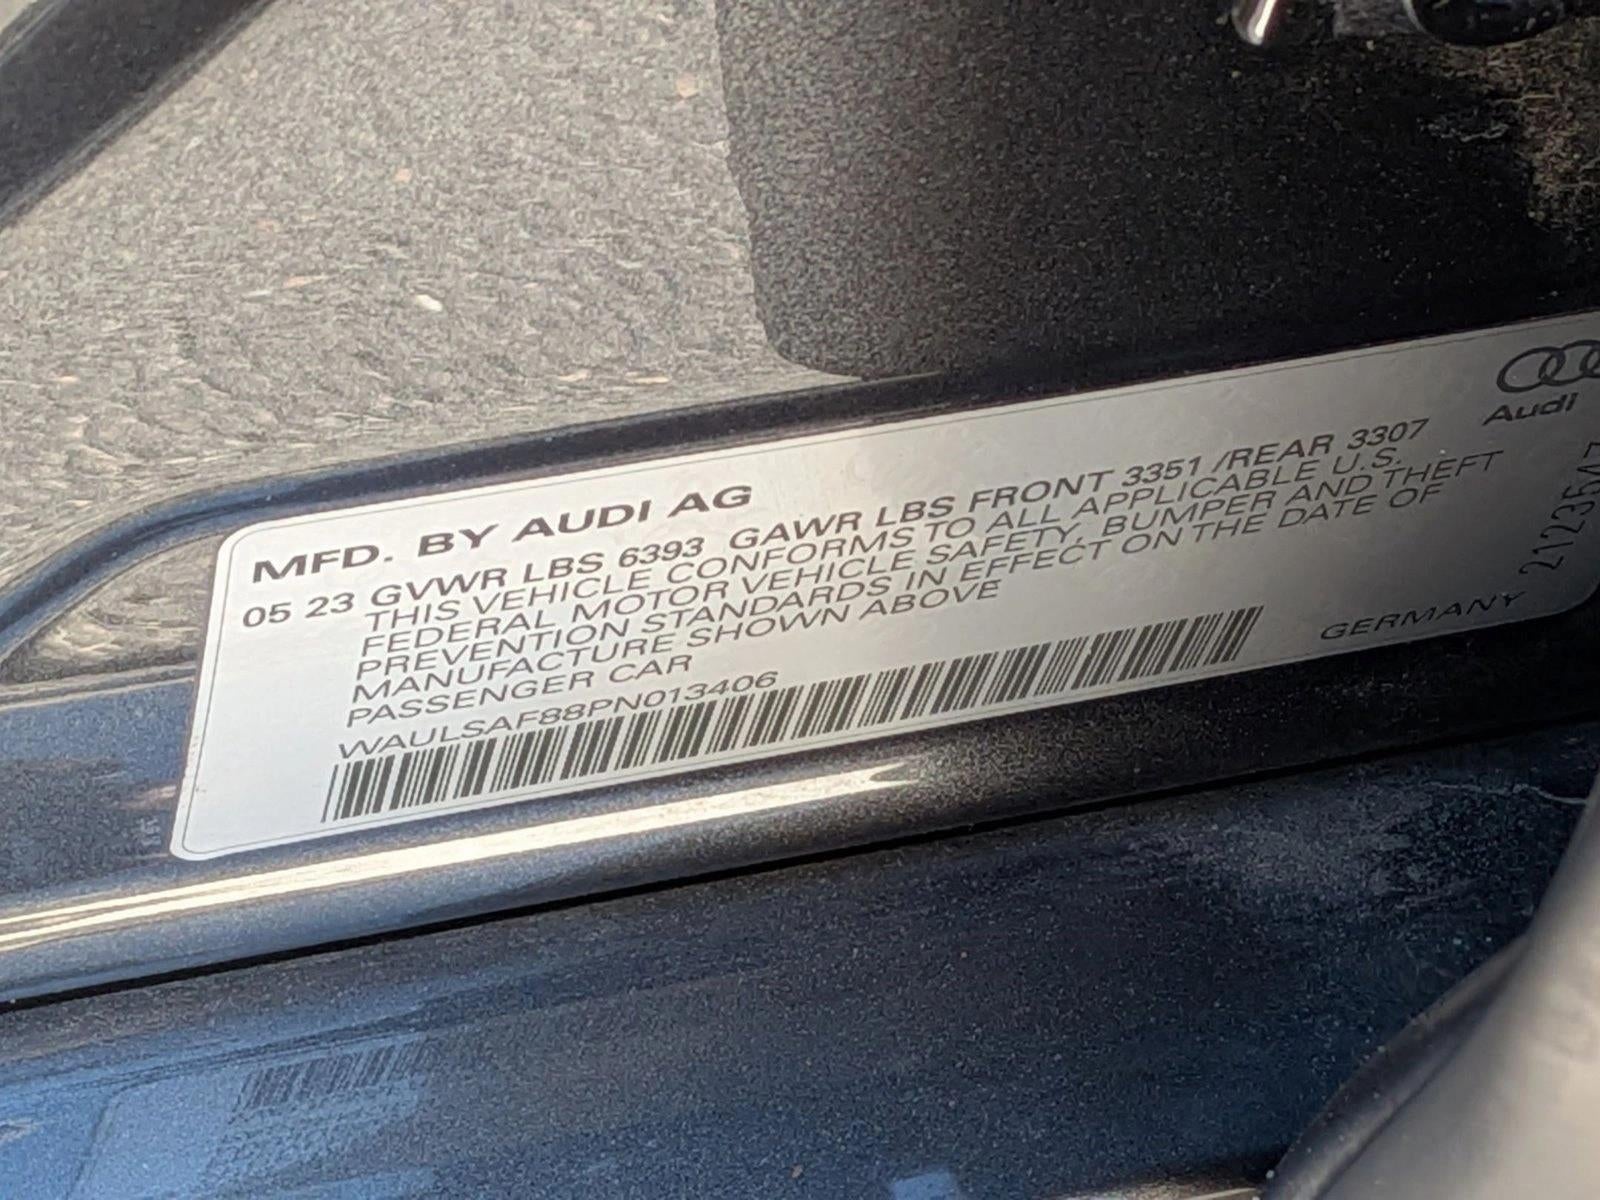 MFD. BY AUDI AG
05 23 GVWR LBS 6393 GAWR LBS FRONT 3351 /REAR 3307
THIS VEHICLE CONFORMS TO ALL APPLICABLE U.S.
FEDERAL MOTOR VEHICLE SAFETY, BUMPER AND THEFT
PREVENTION STANDARDS IN EFFECT ON THE DATE OF
MANUFACTURE SHOWN ABOVE
PASSENGER CAR
WAULSAF88PN013406
GERMANY
Audi
2123547